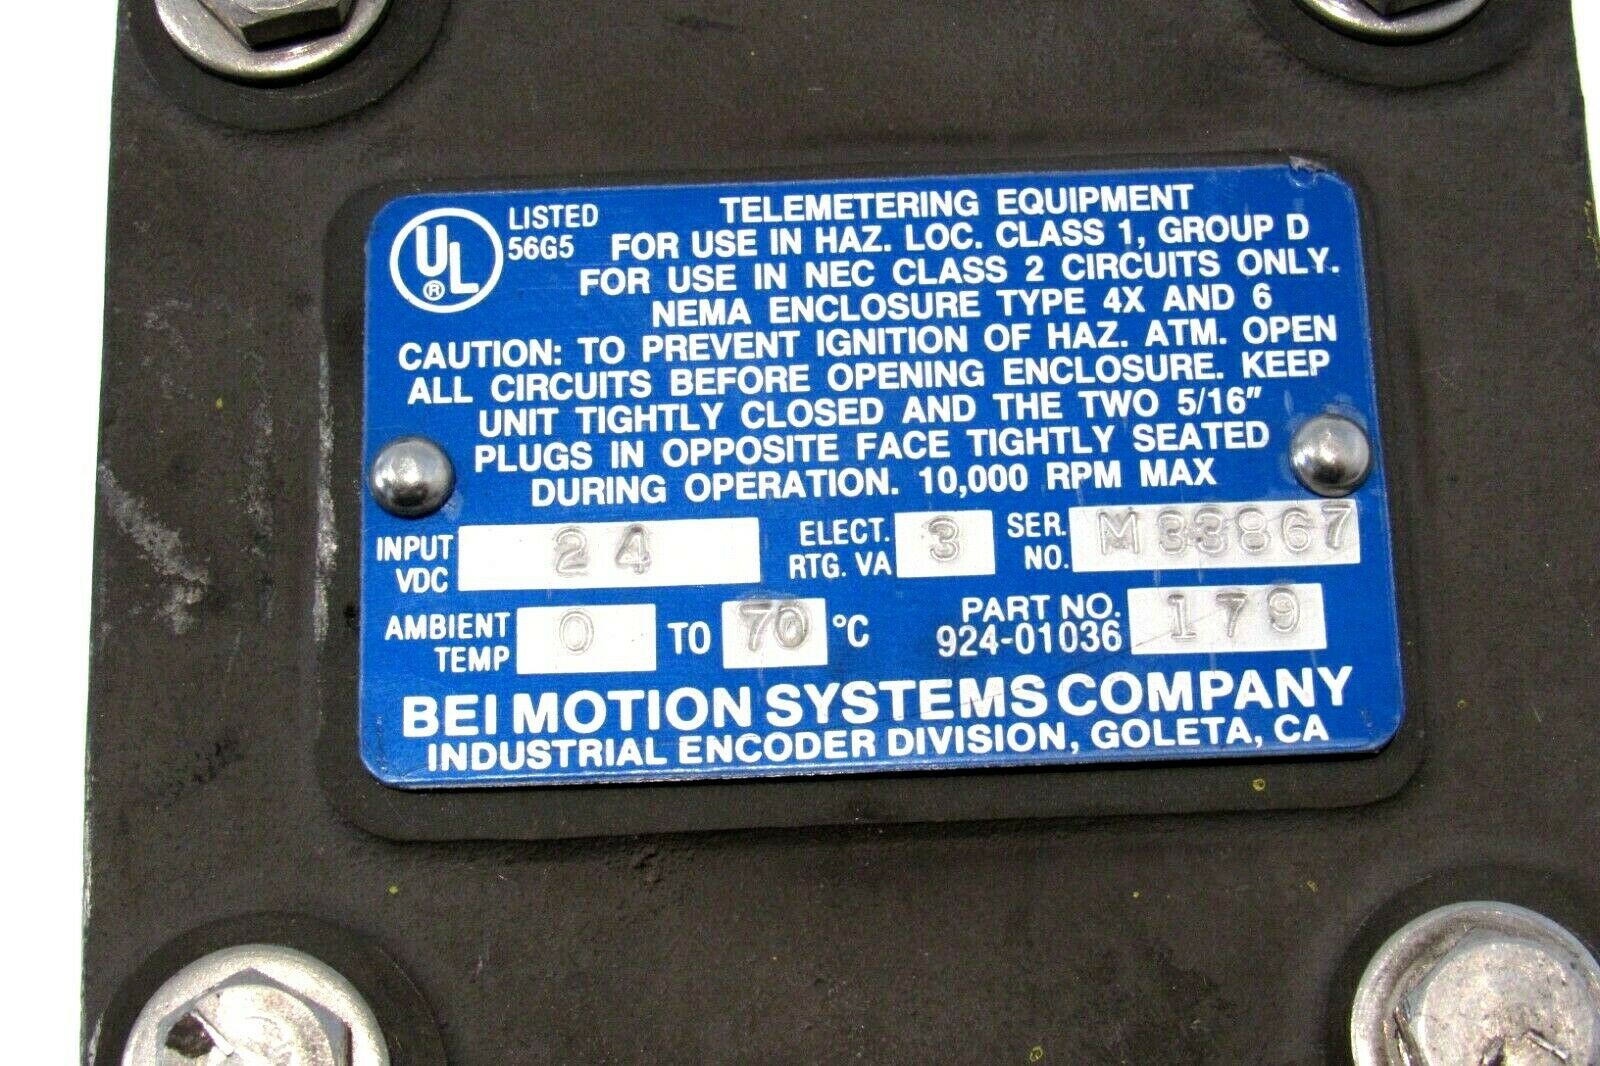 UL
®
LISTED
56G5
TELEMETERING EQUIPMENT
FOR USE IN HAZ. LOC. CLASS 1, GROUP D
FOR USE IN NEC CLASS 2 CIRCUITS ONLY.
NEMA ENCLOSURE TYPE 4X AND 6
CAUTION: TO PREVENT IGNITION OF HAZ. ATM. OPEN
ALL CIRCUITS BEFORE OPENING ENCLOSURE. KEEP
UNIT TIGHTLY CLOSED AND THE TWO 5/16″
PLUGS IN OPPOSITE FACE TIGHTLY SEATED
DURING OPERATION. 10,000 RPM MAX
INPUT VDC 24 ELECT. RTG. VA 3 SER. NO. M33867
AMBIENT TEMP 0 TO 70 °C PART NO. 924-01036 179
BEI MOTION SYSTEMS COMPANY
INDUSTRIAL ENCODER DIVISION, GOLETA, CA